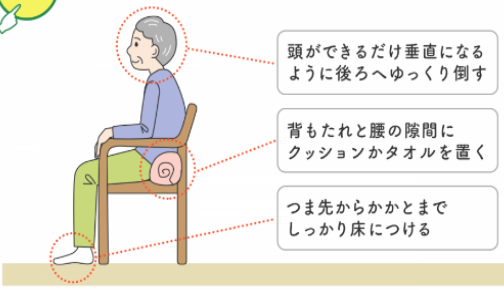 頭ができるだけ垂直になる
ように後ろへゆっくり倒す
背もたれと腰の隙間に
クッションかタオルを置く
つま先からかかとまで
しっかり床につける